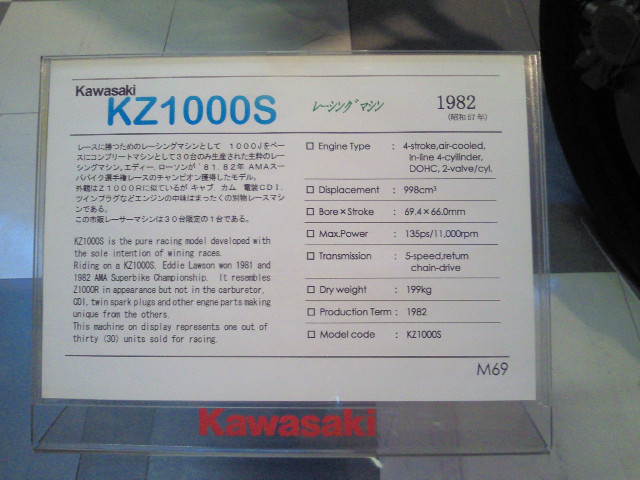 Kawasaki
KZ1000S レーシングマシン 1982
(昭和57年)
レースに勝つためのレーシングマシンとして 1000Jをベー
スにコンプリートマシンとして30台のみ生産された生粋のレー
シングマシン。エディー.ローソンが'81.82年 AMAスー
パバイク選手権レースのチャンピオン獲得したモデル。
外観はZ1000Rに似ているが キャブ. カム 電装CDI.
ツインプラグなどエンジンの中味はまったくの別物レースマシ
ンである。
この市販レーサーマシンは30台限定の1台である。
KZ1000S is the pure racing model developed with
the sole intention of wining races.
Riding on a KZ1000S, Eddie Lawson won 1981 and
1982 AMA Superbike Championship. It resembles
Z1000R in appearance but not in the carburetor,
CDI, twin spark plugs and other engne parts making
unique from the others.
This machine on display represents one out of
thirty (30) units sold for racing.
□ Engine Type : 4-stroke,air-cooled,
in-line 4-cylinder,
DOHC, 2-valve/cyl.
□ Displacement : 998cm³
□ Bore×Stroke : 69.4×66.0mm
□ Max.Power : 135ps/11,000rpm
□ Transmission : 5-speed,return
chain-drive
□ Dry weight : 199kg
□ Production Term : 1982
□ Model code : KZ1000S
M69
Kawasaki